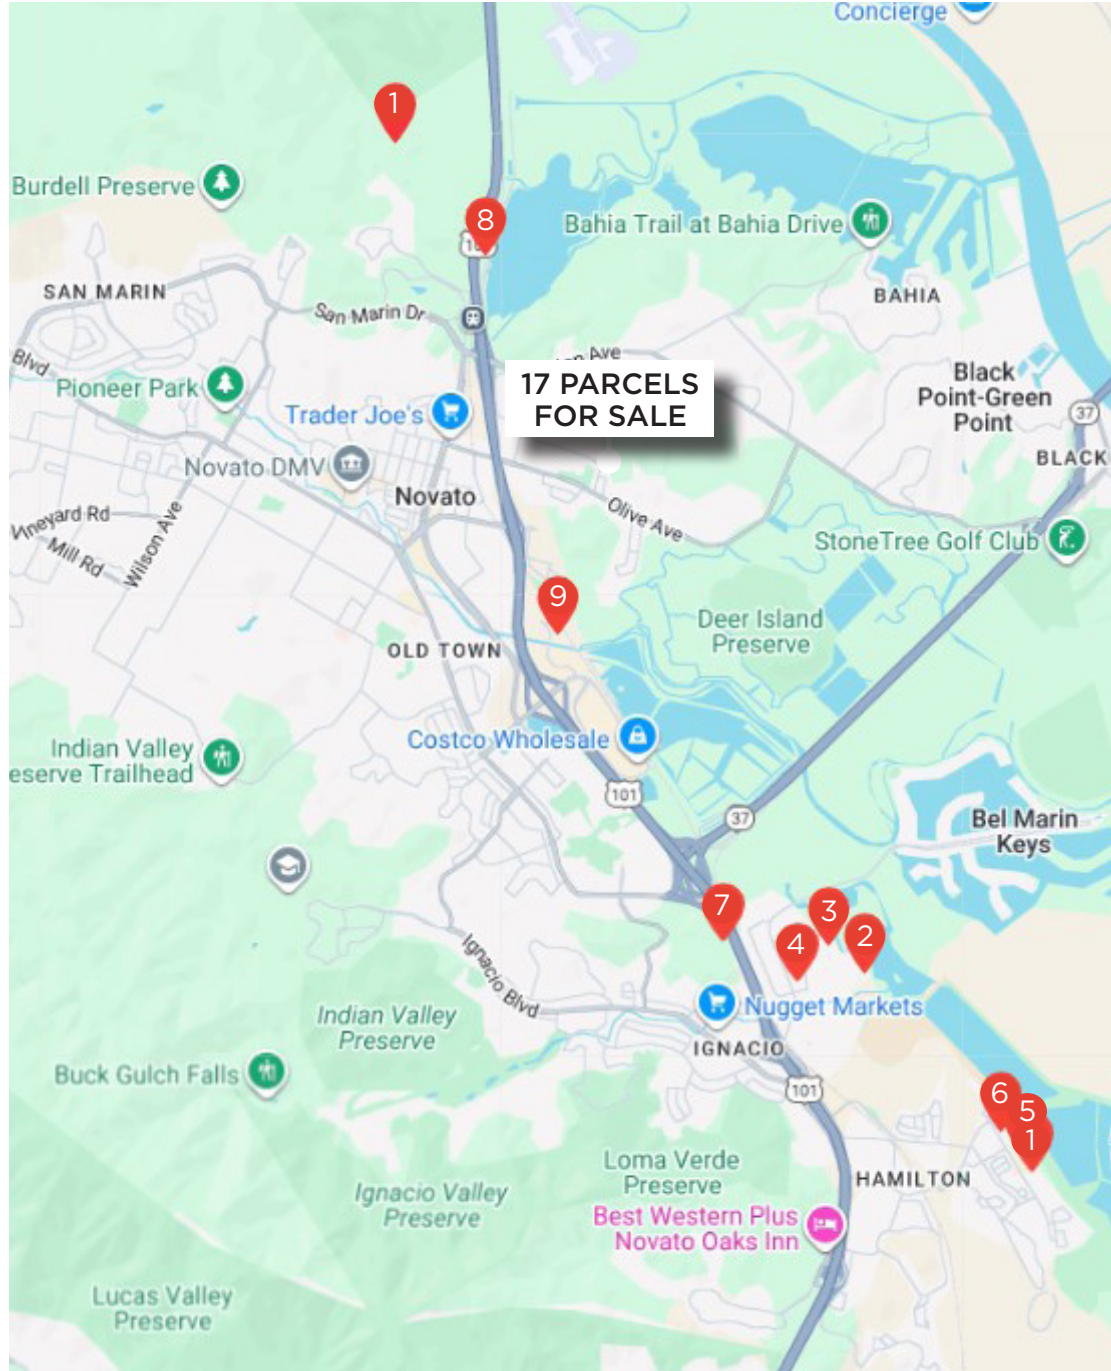 Concierge
1
Burdell Preserve
8
Bahia Trail at Bahia Drive
SAN MARIN
BAHIA
San Marin Dr
Blvd
Ave
Black
Point-Green
Point
17 PARCELS
FOR SALE
Pioneer Park
Trader Joe's
37
BLACK
Novato DMV
Novato
Olive Ave
Vineyard Rd
Mill Rd
Wilson Ave
StoneTree Golf Club
9
Deer Island
Preserve
OLD TOWN
Costco Wholesale
Indian Valley
eserve Trailhead
101
37
Bel Marin
Keys
7
3
4
2
Ignacio Blvd
Nugget Markets
Indian Valley
Preserve
IGNACIO
Buck Gulch Falls
101
6
5
1
Loma Verde
Preserve
HAMILTON
Ignacio Valley
Preserve
Best Western Plus
Novato Oaks Inn
Lucas Valley
Preserve